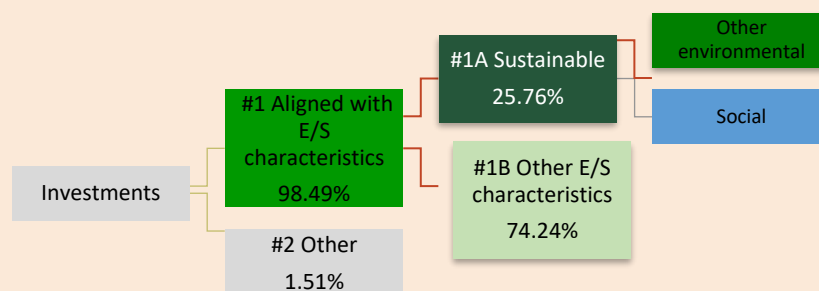 Investments
#1 Aligned with
E/S
characteristics
98.49%
#2 Other
1.51%
#1A Sustainable
25.76%
#1B Other E/S
characteristics
74.24%
Other
environmental
Social